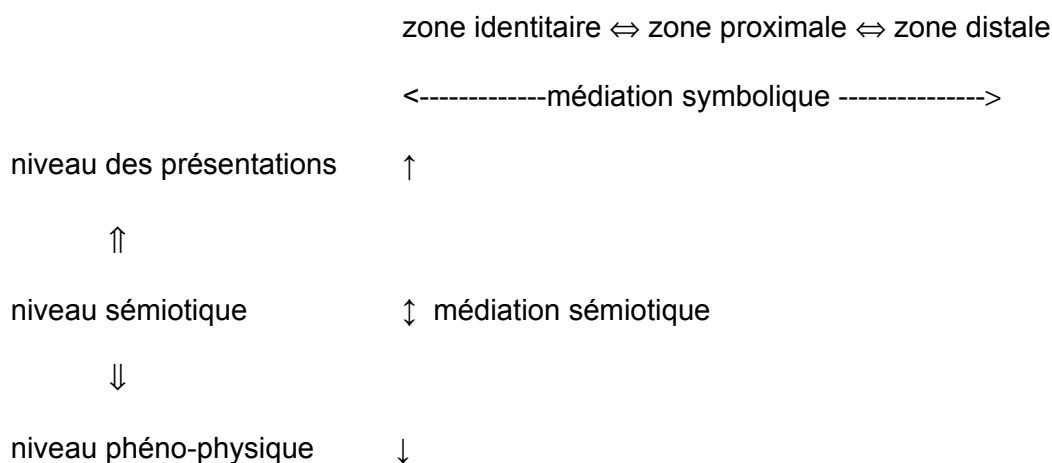 zone identitaire ⇔ zone proximale ⇔ zone distale
<-------------médiation symbolique --------------->
niveau des présentations ↑
⇑
niveau sémiotique ↕ médiation sémiotique
⇓
niveau phéno-physique ↓